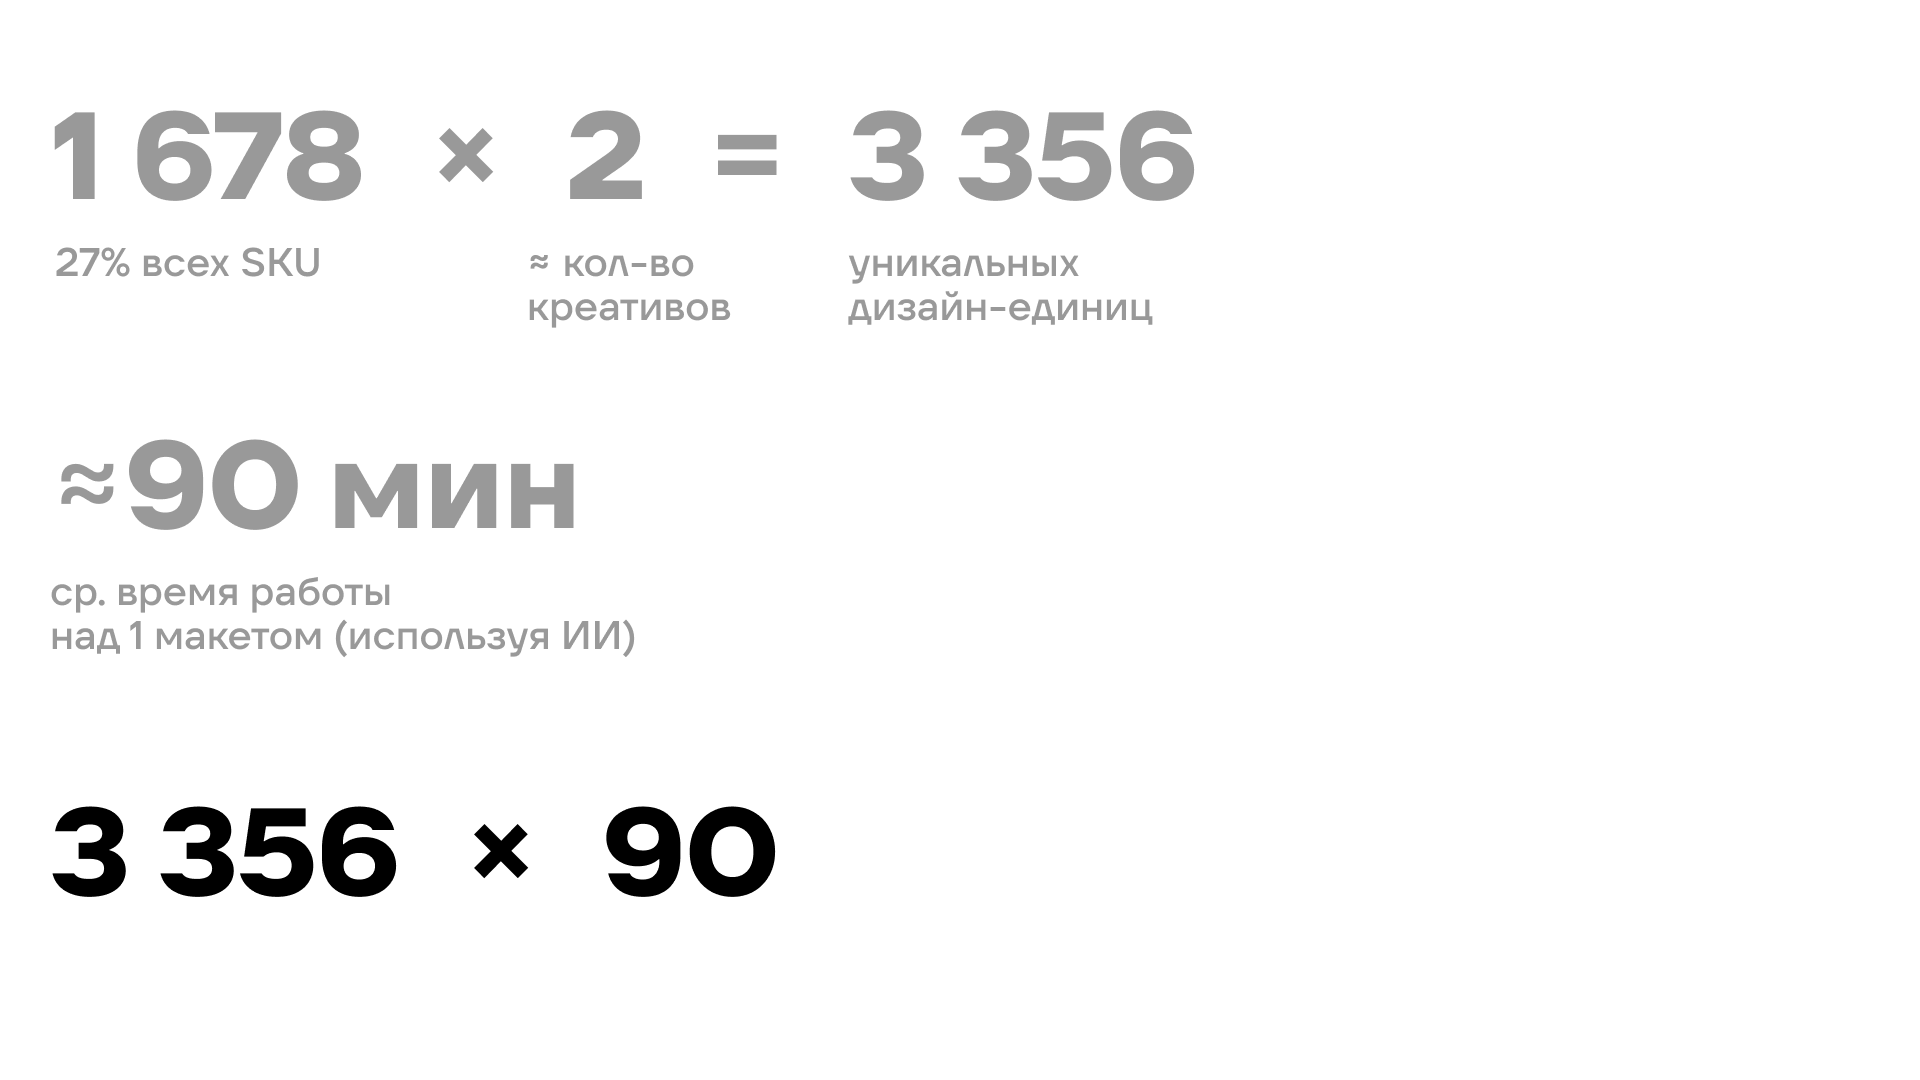 1 678 × 2 = 3 356
27% всех SKU
≈ кол-во
креативов
уникальных
дизайн-единиц
≈90 мин
ср. время работы
над 1 макетом (используя ИИ)
3 356 × 90